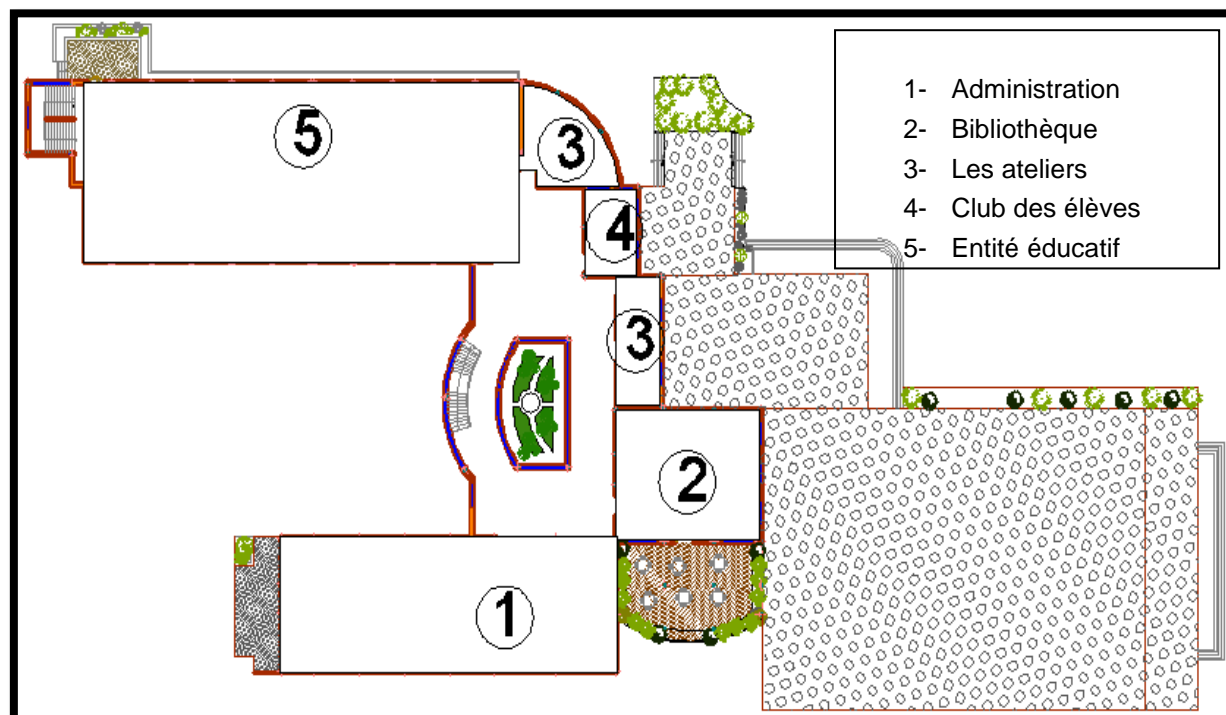 1- Administration
2- Bibliothèque
3- Les ateliers
4- Club des élèves
5- Entité éducatif
5
3
4
3
2
1